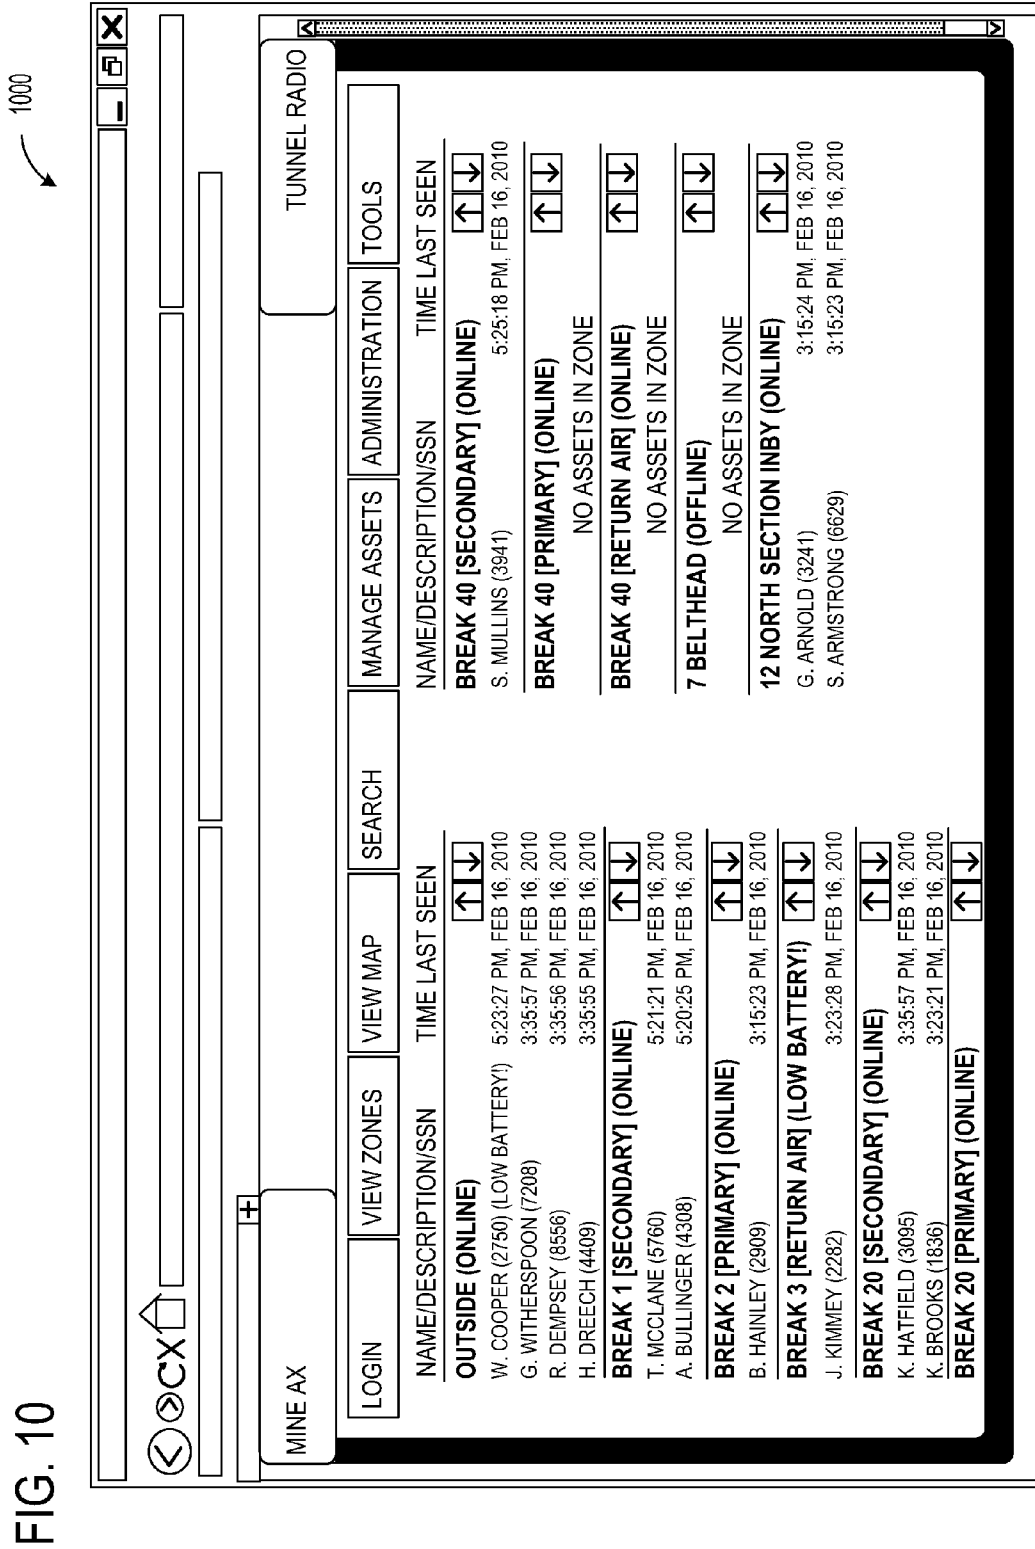 FIG. 10
1000
MINE AX
TUNNEL RADIO
LOGIN
VIEW ZONES
VIEW MAP
SEARCH
MANAGE ASSETS
ADMINISTRATION
TOOLS
NAME/DESCRIPTION/SSN TIME LAST SEEN
OUTSIDE (ONLINE)
W. COOPER (2750) (LOW BATTERY!) 5:23:27 PM, FEB 16, 2010
G. WITHERSPOON (7208) 3:35:57 PM, FEB 16, 2010
R. DEMPSEY (8556) 3:35:56 PM, FEB 16, 2010
H. DREECH (4409) 3:35:55 PM, FEB 16, 2010
BREAK 1 [SECONDARY] (ONLINE)
T. MCCLANE (5760) 5:21:21 PM, FEB 16, 2010
A. BULLINGER (4308) 5:20:25 PM, FEB 16, 2010
BREAK 2 [PRIMARY] (ONLINE)
B. HAINLEY (2909) 3:15:23 PM, FEB 16, 2010
BREAK 3 [RETURN AIR] (LOW BATTERY!)
J. KIMMEY (2282) 3:23:28 PM, FEB 16, 2010
BREAK 20 [SECONDARY] (ONLINE)
K. HATFIELD (3095) 3:35:57 PM, FEB 16, 2010
K. BROOKS (1836) 3:23:21 PM, FEB 16, 2010
BREAK 20 [PRIMARY] (ONLINE)
NAME/DESCRIPTION/SSN TIME LAST SEEN
BREAK 40 [SECONDARY] (ONLINE)
S. MULLINS (3941) 5:25:18 PM, FEB 16, 2010
BREAK 40 [PRIMARY] (ONLINE)
NO ASSETS IN ZONE
BREAK 40 [RETURN AIR] (ONLINE)
NO ASSETS IN ZONE
7 BELTHEAD (OFFLINE)
NO ASSETS IN ZONE
12 NORTH SECTION INBY (ONLINE)
G. ARNOLD (3241) 3:15:24 PM, FEB 16, 2010
S. ARMSTRONG (6629) 3:15:23 PM, FEB 16, 2010